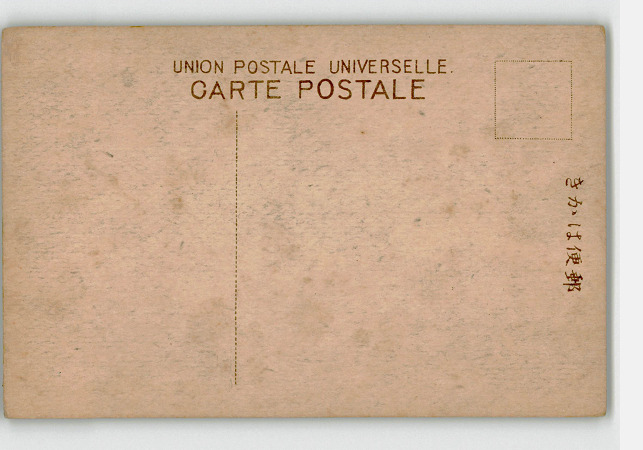 UNION POSTALE UNIVERSELLE.
CARTE POSTALE
きかは便郵